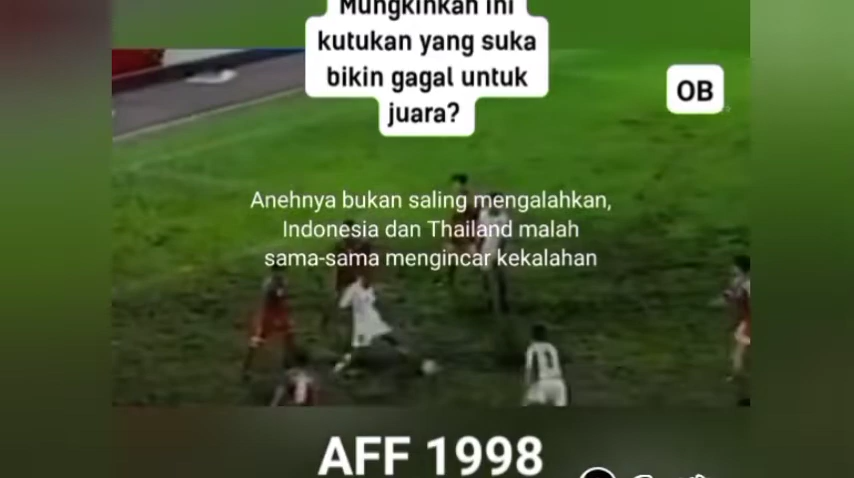 Mungkinkah ini
kutukan yang suka
bikin gagal untuk
juara?
OB
Anehnya bukan saling mengalahkan,
Indonesia dan Thailand malah
sama-sama mengincar kekalahan
AFF 1998